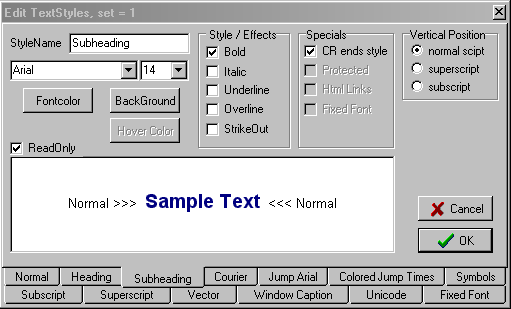 Edit TextStyles, set = 1
StyleName Subheading
Arial 14
Fontcolor BackGround
Hover Color
ReadOnly
Style / Effects
Bold
Italic
Underline
Overline
StrikeOut
Specials
CR ends style
Protected
Html Links
Fixed Font
Vertical Position
normal scipt
superscript
subscript
Normal >>> Sample Text <<< Normal
Cancel
OK
Normal Heading Subheading Courier Jump Arial Colored Jump Times Symbols
Subscript Superscript Vector Window Caption Unicode Fixed Font